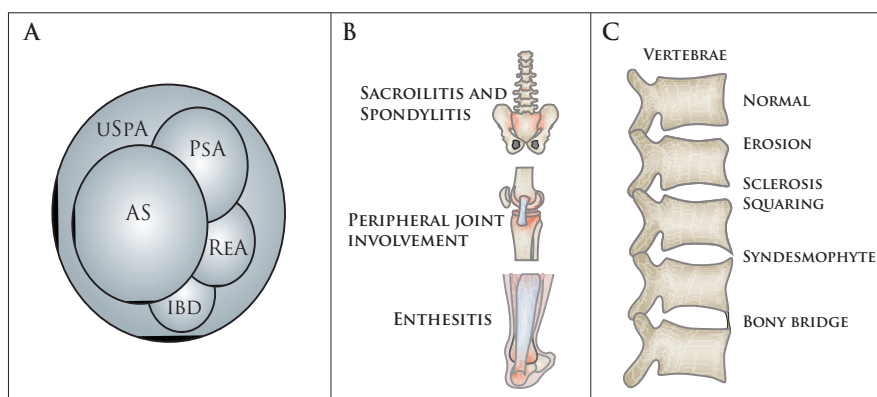 A
uSpA
PsA
AS
ReA
IBD
B
Sacroilitis and
Spondylitis
Peripheral joint
involvement
Enthesitis
C
Vertebrae
Normal
Erosion
Sclerosis
Squaring
Syndesmophyte
Bony bridge